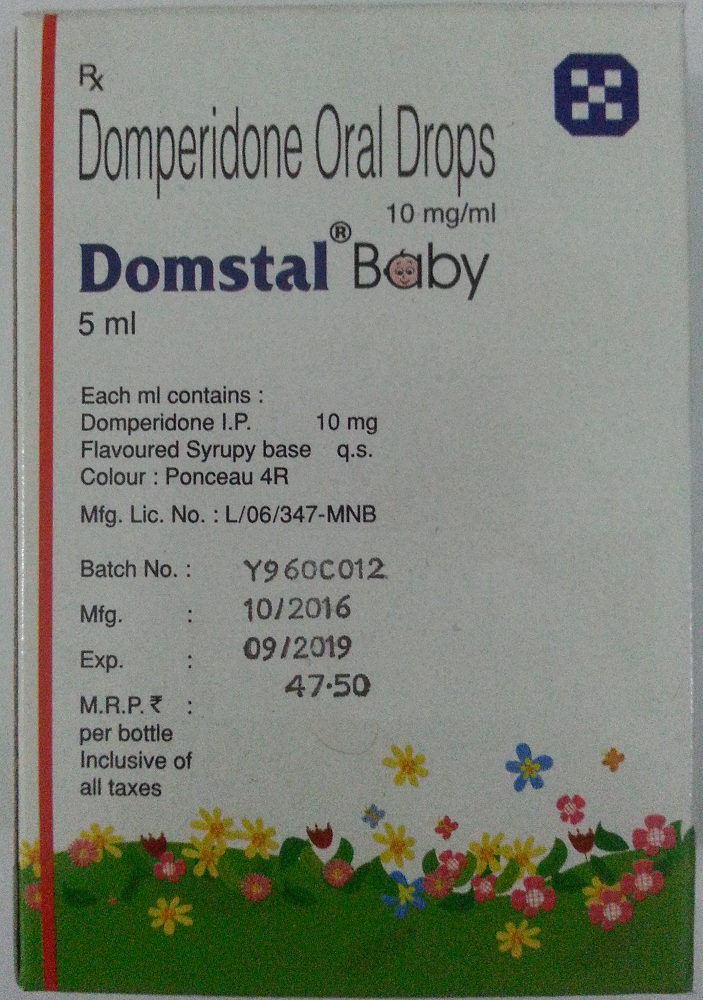 Rx
Domperidone Oral Drops
10 mg/ml
Domstal® Baby
5 ml
Each ml contains :
Domperidone I.P. 10 mg
Flavoured Syrupy base q.s.
Colour : Ponceau 4R
Mfg. Lic. No. : L/06/347-MNB
Batch No. : Y960C012
Mfg. : 10/2016
Exp. : 09/2019
M.R.P. ₹ : 47.50
per bottle
Inclusive of
all taxes